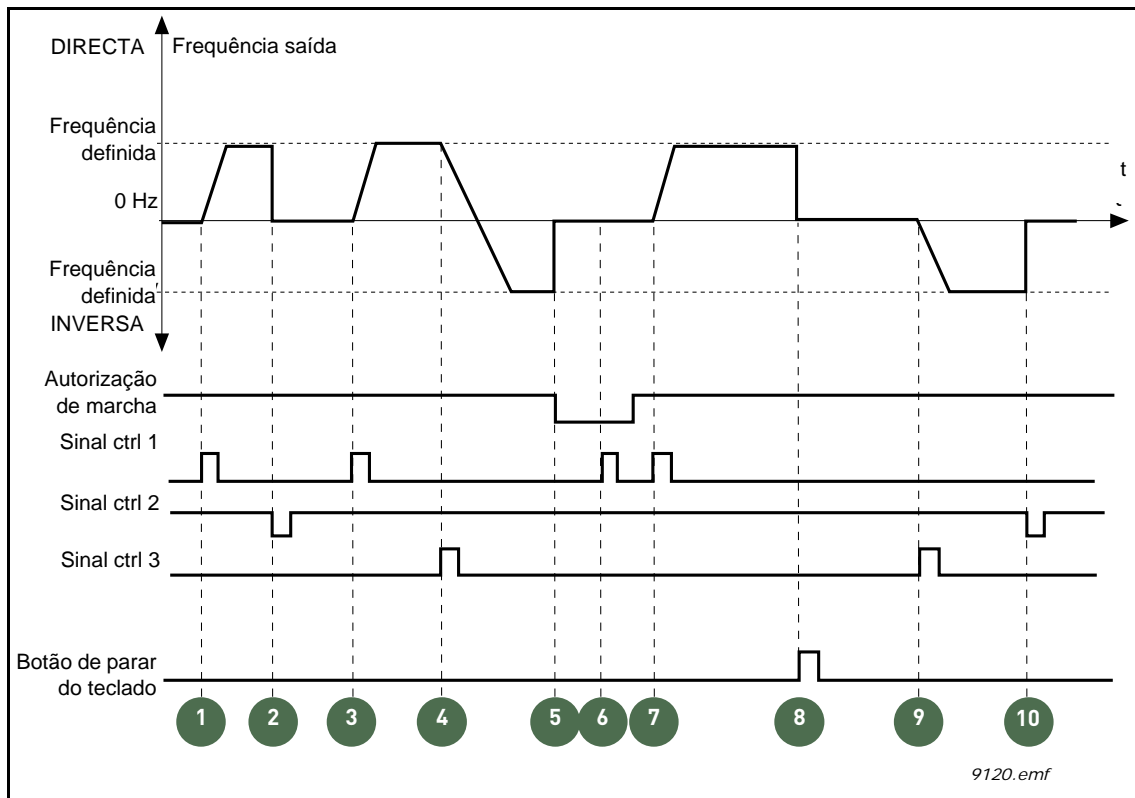 DIRECTA
Frequência saída
Frequência
definida
t
0 Hz
Frequência
definida
INVERSA
Autorização
de marcha
Sinal ctrl 1
Sinal ctrl 2
Sinal ctrl 3
Botão de parar
do teclado
1 2 3 4 5 6 7 8 9 10
9120.emf